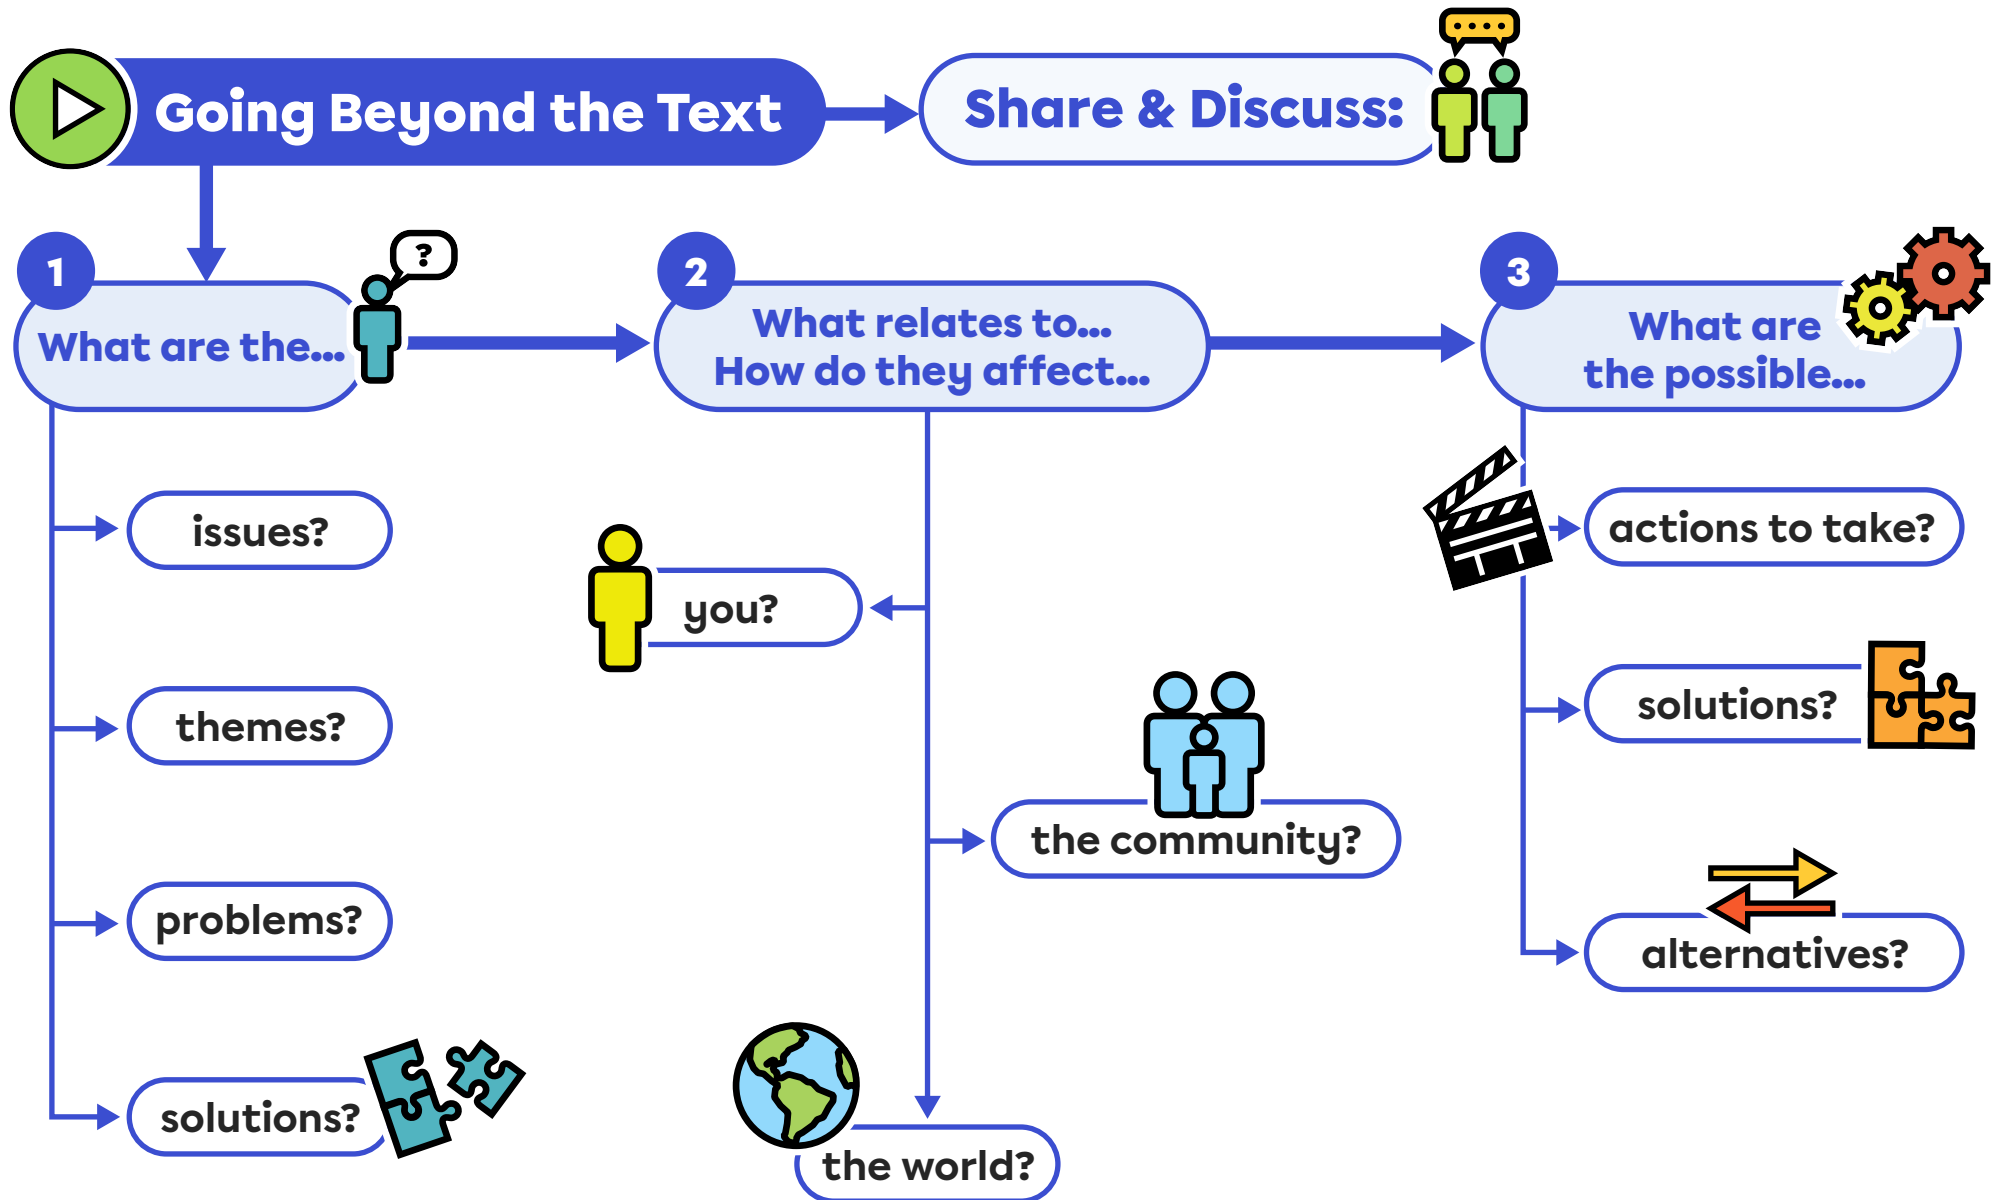 Going Beyond the Text
Share & Discuss:
1
What are the...
?
issues?
themes?
problems?
solutions?
2
What relates to...
How do they affect...
you?
the community?
the world?
3
What are
the possible...
actions to take?
solutions?
alternatives?